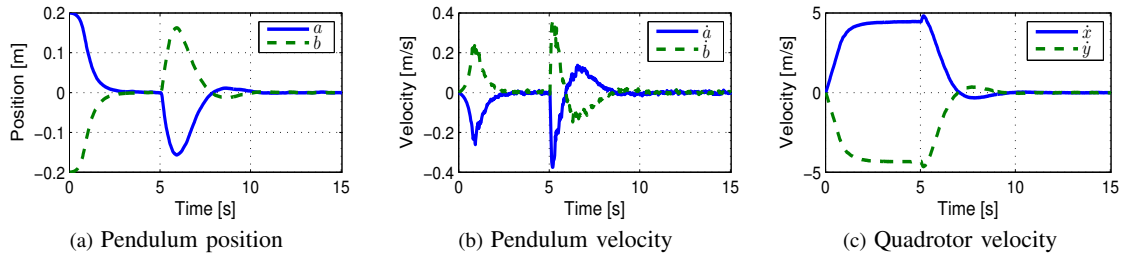 0.2
0.1
0
−0.1
−0.2
Position [m]
a
b
0 5 10 15
Time [s]
(a) Pendulum position
0.4
0.2
0
−0.2
−0.4
Velocity [m/s]
ȧ
ḃ
0 5 10 15
Time [s]
(b) Pendulum velocity
5
0
−5
Velocity [m/s]
ẋ
ẏ
0 5 10 15
Time [s]
(c) Quadrotor velocity